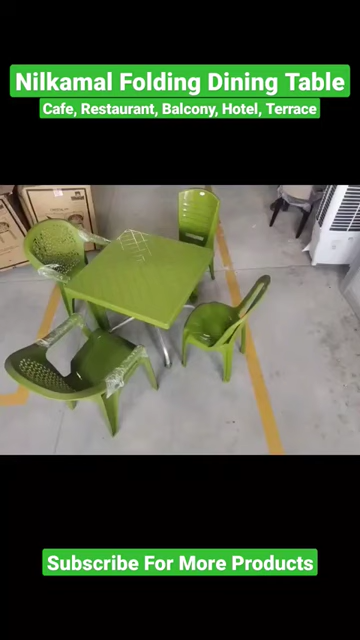 Nilkamal Folding Dining Table
Cafe, Restaurant, Balcony, Hotel, Terrace
Subscribe For More Products